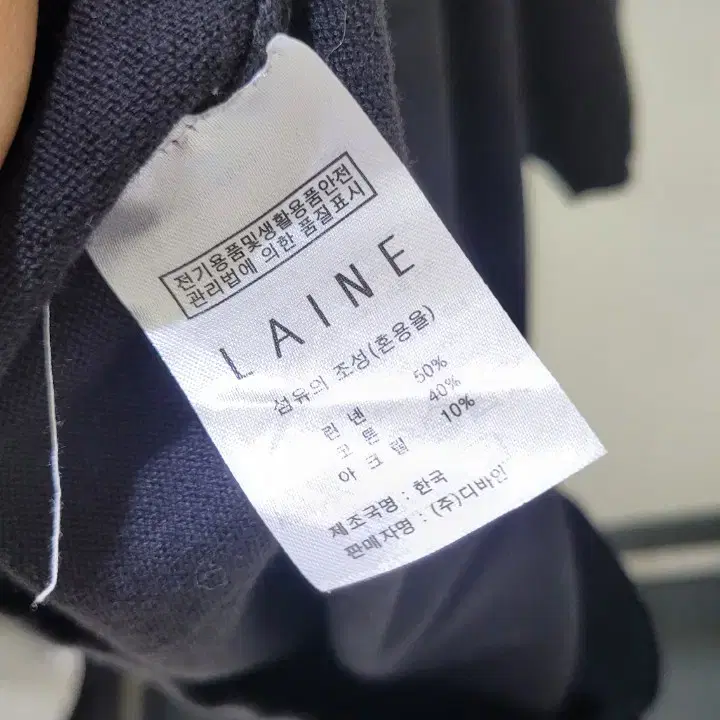 전기용품및생활용품안전
관리법에 의한 품질표시
LAINE
섬유의 조성(혼용율)
린 넨 50%
코 튼 40%
아 크 릴 10%
제조국명 : 한국
판매자명 : (주)디바인